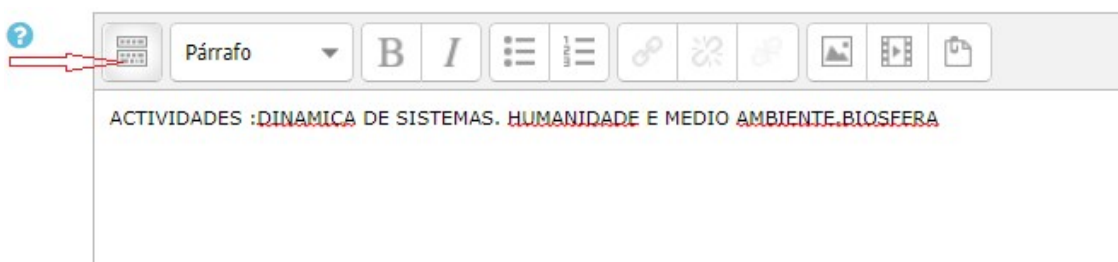 ?
Párrafo B I
ACTIVIDADES :DINAMICA DE SISTEMAS. HUMANIDADE E MEDIO AMBIENTE.BIOSFERA